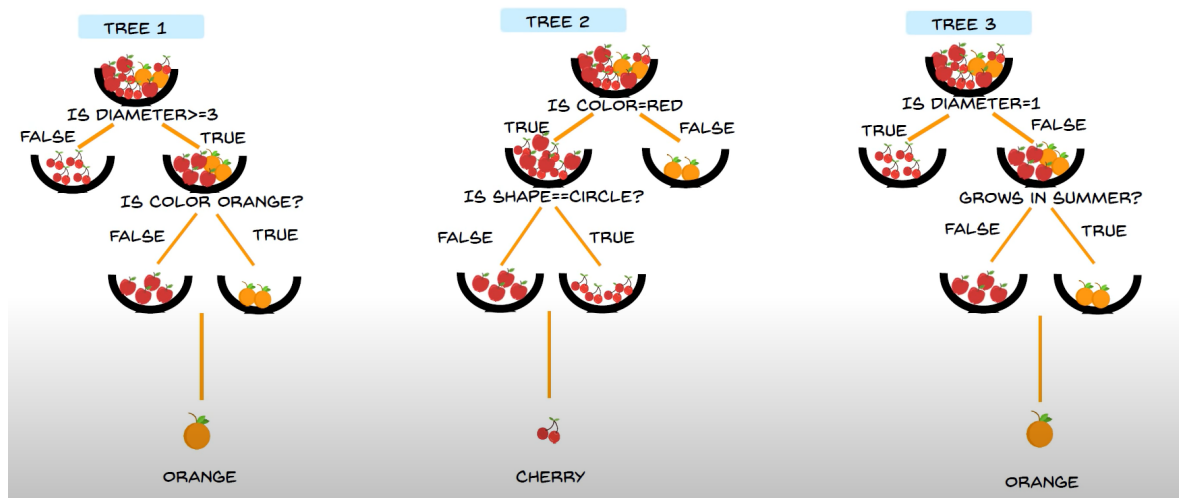 TREE 1
IS DIAMETER>=3
FALSE
TRUE
IS COLOR ORANGE?
FALSE
TRUE
ORANGE
TREE 2
IS COLOR=RED
TRUE
FALSE
IS SHAPE==CIRCLE?
FALSE
TRUE
CHERRY
TREE 3
IS DIAMETER=1
TRUE
FALSE
GROWS IN SUMMER?
FALSE
TRUE
ORANGE